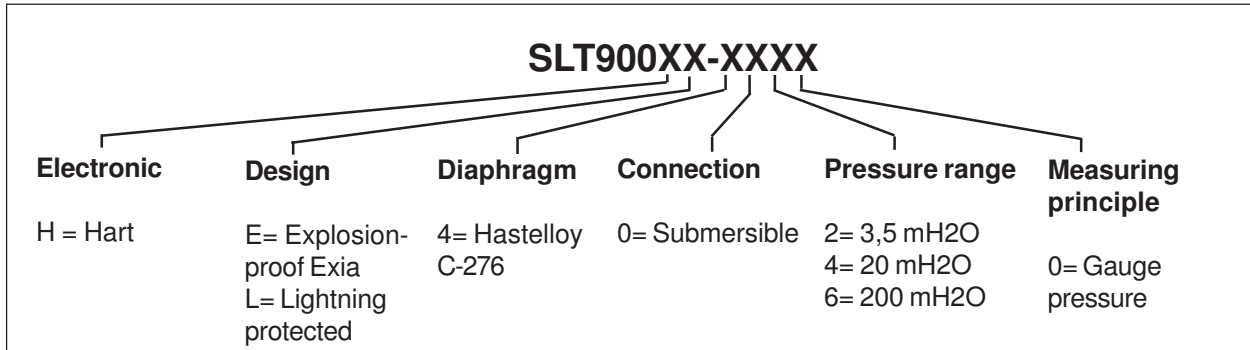 SLT900XX-XXXX
Electronic
H = Hart
Design
E= Explosion-
proof Exia
L= Lightning
protected
Diaphragm
4= Hastelloy
C-276
Connection
0= Submersible
Pressure range
2= 3,5 mH2O
4= 20 mH2O
6= 200 mH2O
Measuring
principle
0= Gauge
pressure